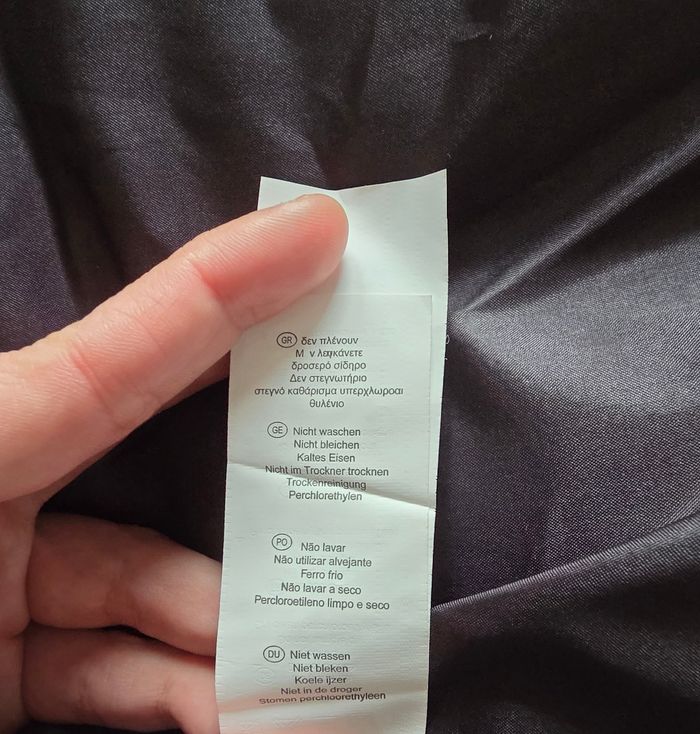 GR δεν πλένουν
Μ ν λευκάνετε
δροσερό σίδηρο
Δεν στεγνωτήριο
στεγνό καθάρισμα υπερχλωροαι
θυλένιο
GE Nicht waschen
Nicht bleichen
Kaltes Eisen
Nicht im Trockner trocknen
Trockenreinigung
Perchlorethylen
PO Não lavar
Não utilizar alvejante
Ferro frio
Não lavar a seco
Percloroetileno limpo e seco
DU Niet wassen
Niet bleken
Koele ijzer
Niet in de droger
Stomen perchloorethyleen